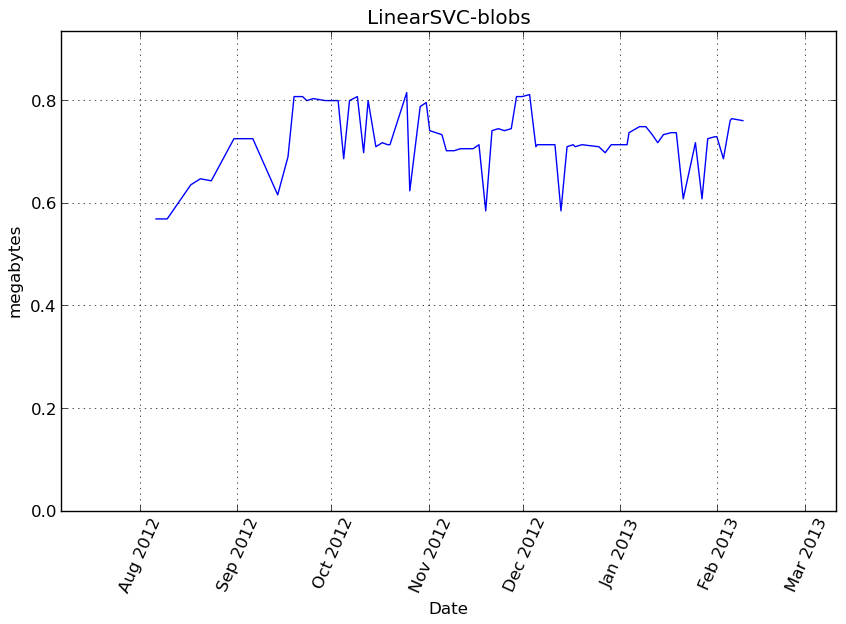 LinearSVC-blobs
megabytes
0.8
0.6
0.4
0.2
0.0
Aug 2012
Sep 2012
Oct 2012
Nov 2012
Dec 2012
Jan 2013
Feb 2013
Mar 2013
Date